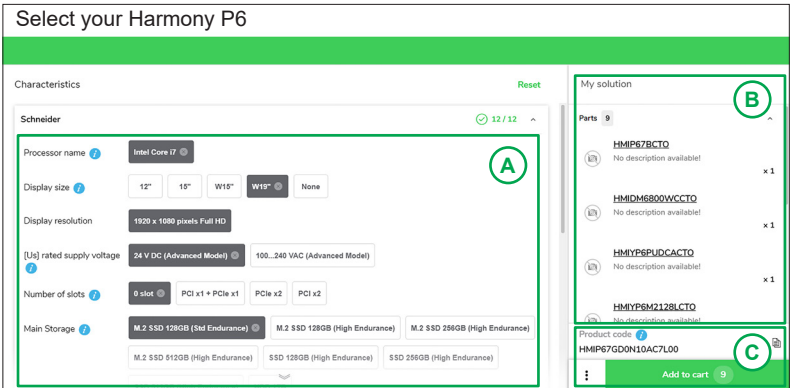 Select your Harmony P6
Characteristics
Reset
Schneider
12 / 12
A
Processor name i
Intel Core i7
Display size i
12" 15" W15" W19" None
Display resolution
1920 x 1080 pixels Full HD
[Us] rated supply voltage i
24 V DC (Advanced Model) 100...240 VAC (Advanced Model)
Number of slots i
0 slot PCI x1 + PCIe x1 PCIe x2 PCI x2
Main Storage i
M.2 SSD 128GB (Std Endurance) M.2 SSD 128GB (High Endurance) M.2 SSD 256GB (High Endurance)
M.2 SSD 512GB (High Endurance) SSD 128GB (High Endurance) SSD 256GB (High Endurance)
My solution
B
Parts 9
HMIP67BCTO
No description available!
x 1
HMIDM6800WCCTO
No description available!
x 1
HMIYP6PUDCACTO
No description available!
x 1
HMIYP6M2128LCTO
No description available!
Product code i
HMIP67GD0N10AC7L00
C
Add to cart 9